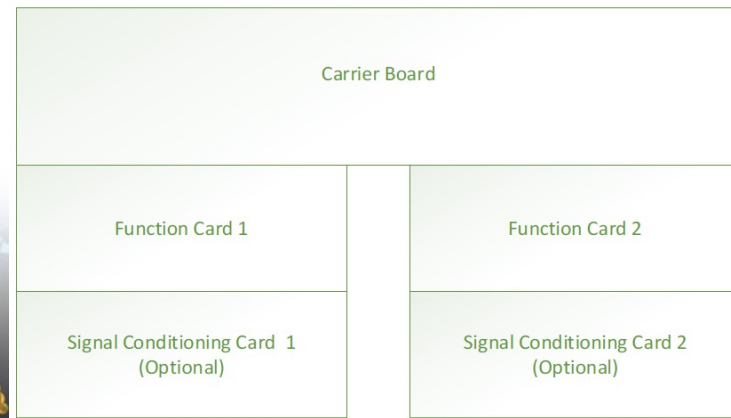 Carrier Board
Function Card 1
Function Card 2
Signal Conditioning Card  1
(Optional)
Signal Conditioning Card 2
(Optional)